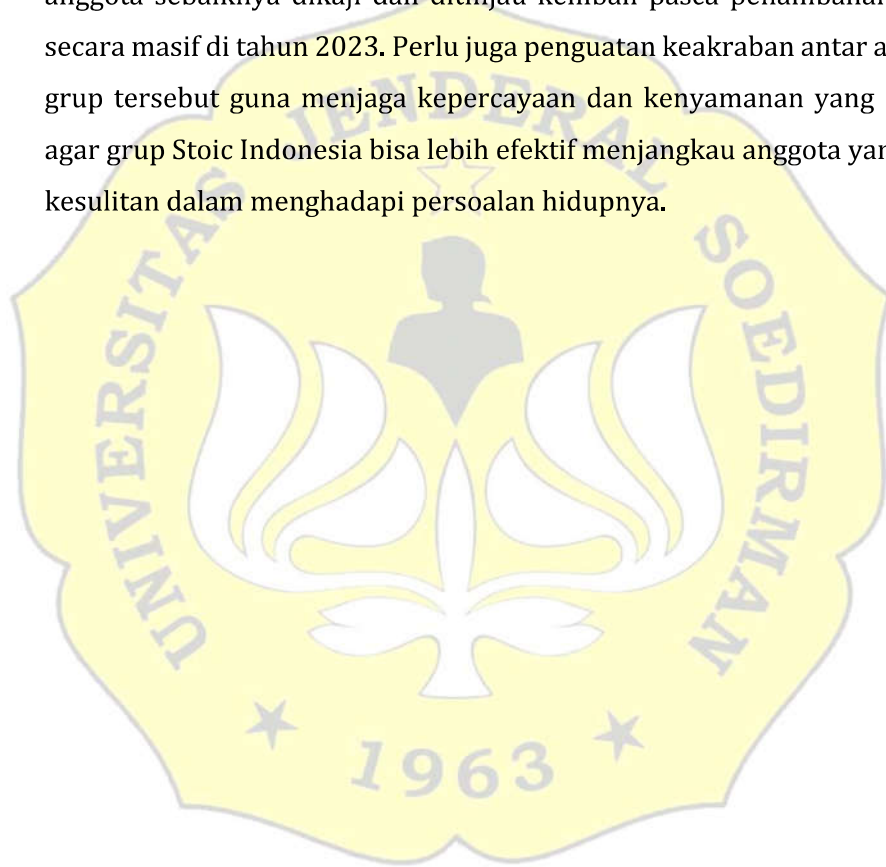 anggota sebaiknya dikaji dan ditinjau kembali pasca penambahan
secara masif di tahun 2023. Perlu juga penguatan keakraban antar a
grup tersebut guna menjaga kepercayaan dan kenyamanan yang
agar grup Stoic Indonesia bisa lebih efektif menjangkau anggota yan
kesulitan dalam menghadapi persoalan hidupnya.
UNIVERSITAS JENDERAL SOEDIRMAN
1963